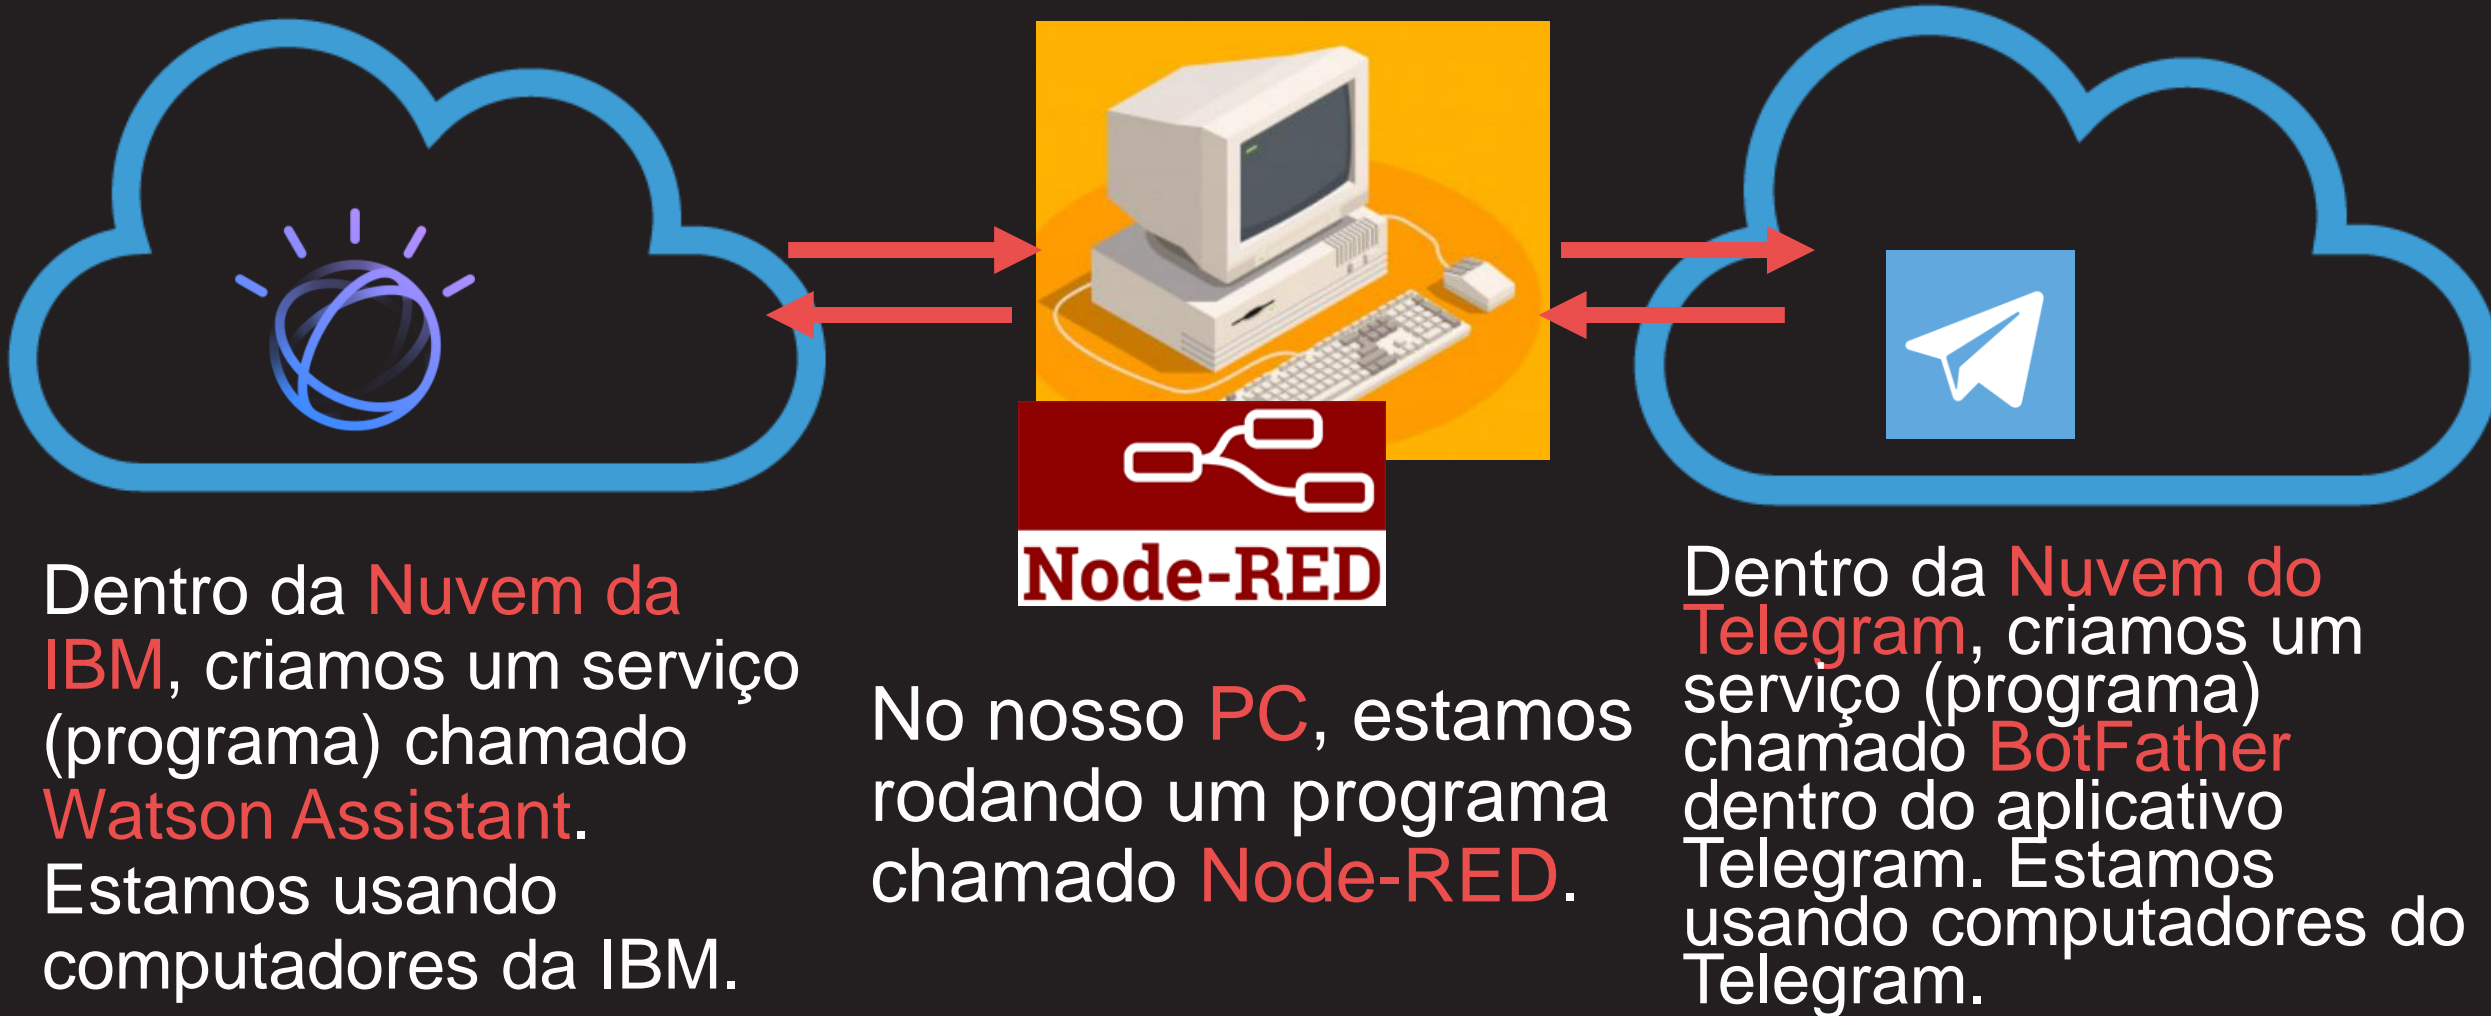 Node-RED
Dentro da Nuvem da
IBM, criamos um serviço
(programa) chamado
Watson Assistant.
Estamos usando
computadores da IBM.
No nosso PC, estamos
rodando um programa
chamado Node-RED.
Dentro da Nuvem do
Telegram, criamos um
serviço (programa)
chamado BotFather
dentro do aplicativo
Telegram. Estamos
usando computadores do
Telegram.